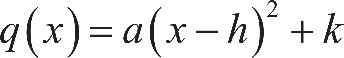 q(x) = a(x − h)² + k